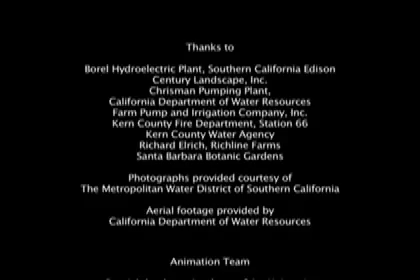 Thanks to
Borel Hydroelectric Plant, Southern California Edison
Century Landscape, Inc.
Chrisman Pumping Plant,
California Department of Water Resources
Farm Pump and Irrigation Company, Inc.
Kern County Fire Department, Station 66
Kern County Water Agency
Richard Elrich, Richline Farms
Santa Barbara Botanic Gardens
Photographs provided courtesy of
The Metropolitan Water District of Southern California
Aerial footage provided by
California Department of Water Resources
Animation Team